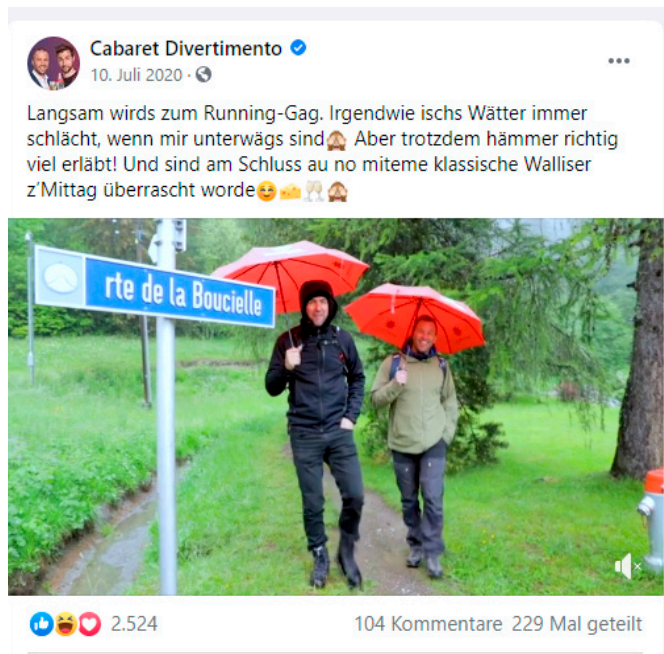 Cabaret Divertimento
10. Juli 2020 ·
Langsam wirds zum Running-Gag. Irgendwie ischs Wätter immer
schlächt, wenn mir unterwägs sind🙈 Aber trotzdem hämmer richtig
viel erläbt! Und sind am Schluss au no miteme klassische Walliser
z'Mittag überrascht worde☺️🧀🥂🙈
rte de la Boucielle
2.524
104 Kommentare 229 Mal geteilt